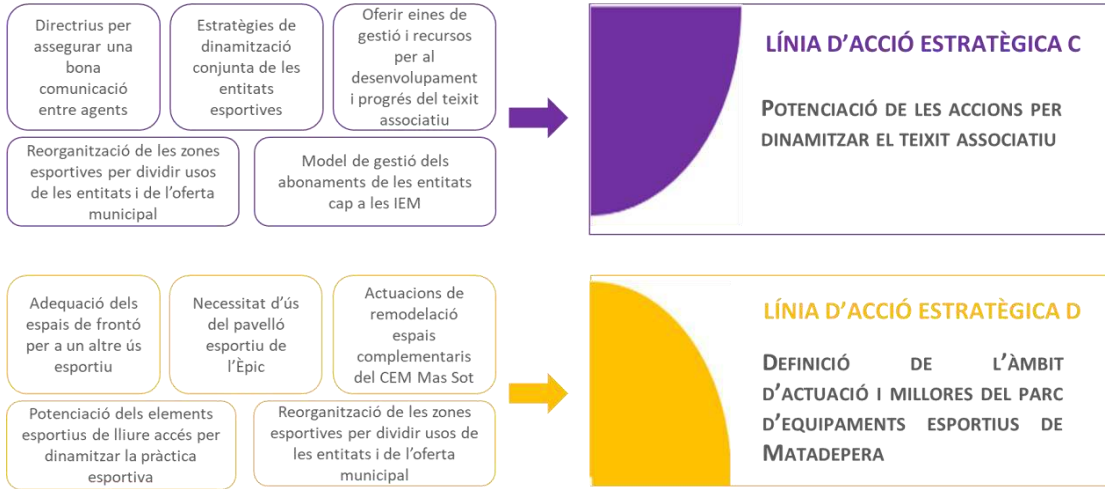 Directrius per
assegurar una
bona
comunicació
entre agents
Estratègies de
dinamització
conjunta de les
entitats
esportives
Oferir eines de
gestió i recursos
per al
desenvolupament
i progrés del teixit
associatiu
Reorganització de les zones
esportives per dividir usos
de les entitats i de l'oferta
municipal
Model de gestió dels
abonaments de les entitats
cap a les IEM
LÍNIA D'ACCIÓ ESTRATÈGICA C
POTENCIACIÓ DE LES ACCIONS PER
DINAMITZAR EL TEIXIT ASSOCIATIU
Adequació dels
espais de frontó
per a un altre ús
esportiu
Necessitat d'ús
del pavelló
esportiu de
l'Èpic
Actuacions de
remodelació
espais
complementaris
del CEM Mas Sot
Potenciació dels elements
esportius de lliure accés per
dinamitzar la pràctica
esportiva
Reorganització de les zones
esportives per dividir usos de
les entitats i de l'oferta
municipal
LÍNIA D'ACCIÓ ESTRATÈGICA D
DEFINICIÓ DE L'ÀMBIT
D'ACTUACIÓ I MILLORES DEL PARC
D'EQUIPAMENTS ESPORTIUS DE
MATADEPERA